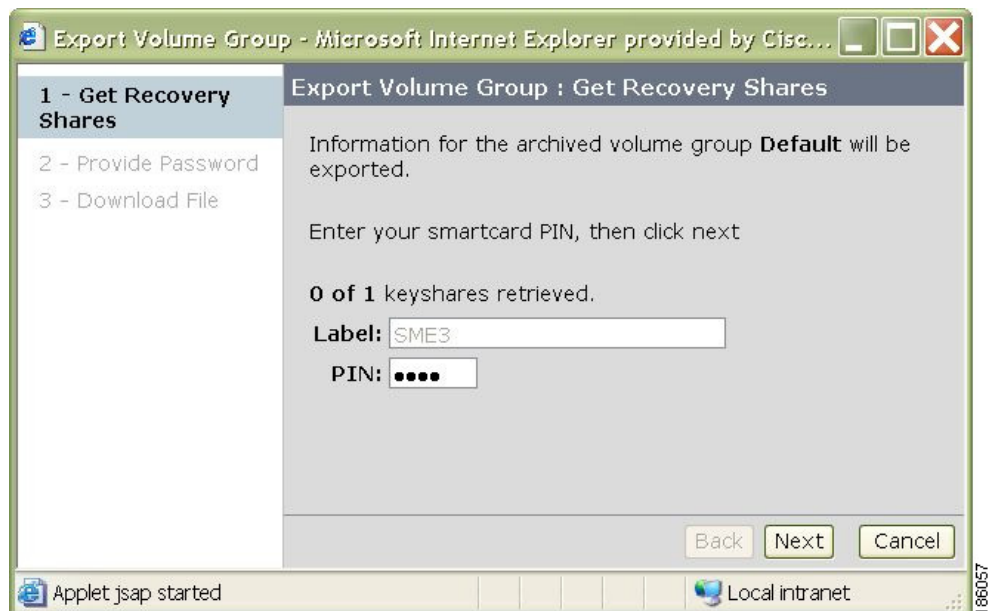 Export Volume Group - Microsoft Internet Explorer provided by Cisc...
1 - Get Recovery
Shares
2 - Provide Password
3 - Download File
Export Volume Group : Get Recovery Shares
Information for the archived volume group Default will be
exported.
Enter your smartcard PIN, then click next
0 of 1 keyshares retrieved.
Label: SME3
PIN: ●●●●
Back Next Cancel
Applet jsap started
Local intranet
86057